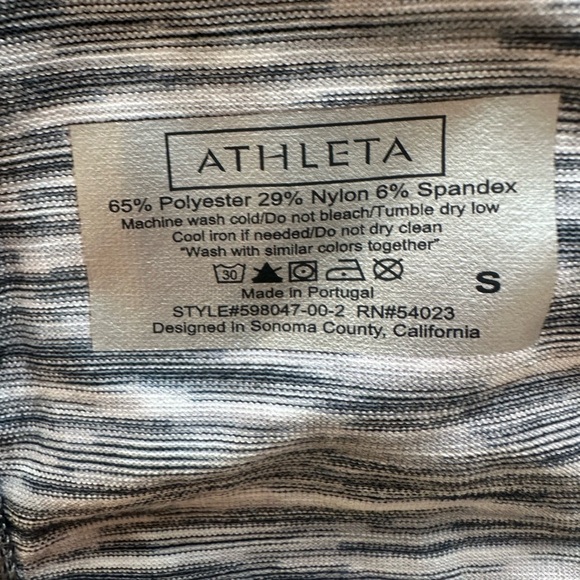 ATHLETA
65% Polyester 29% Nylon 6% Spandex
Machine wash cold/Do not bleach/Tumble dry low
Cool iron if needed/Do not dry clean
"Wash with similar colors together"
30
Made in Portugal
S
STYLE#598047-00-2 RN#54023
Designed in Sonoma County, California